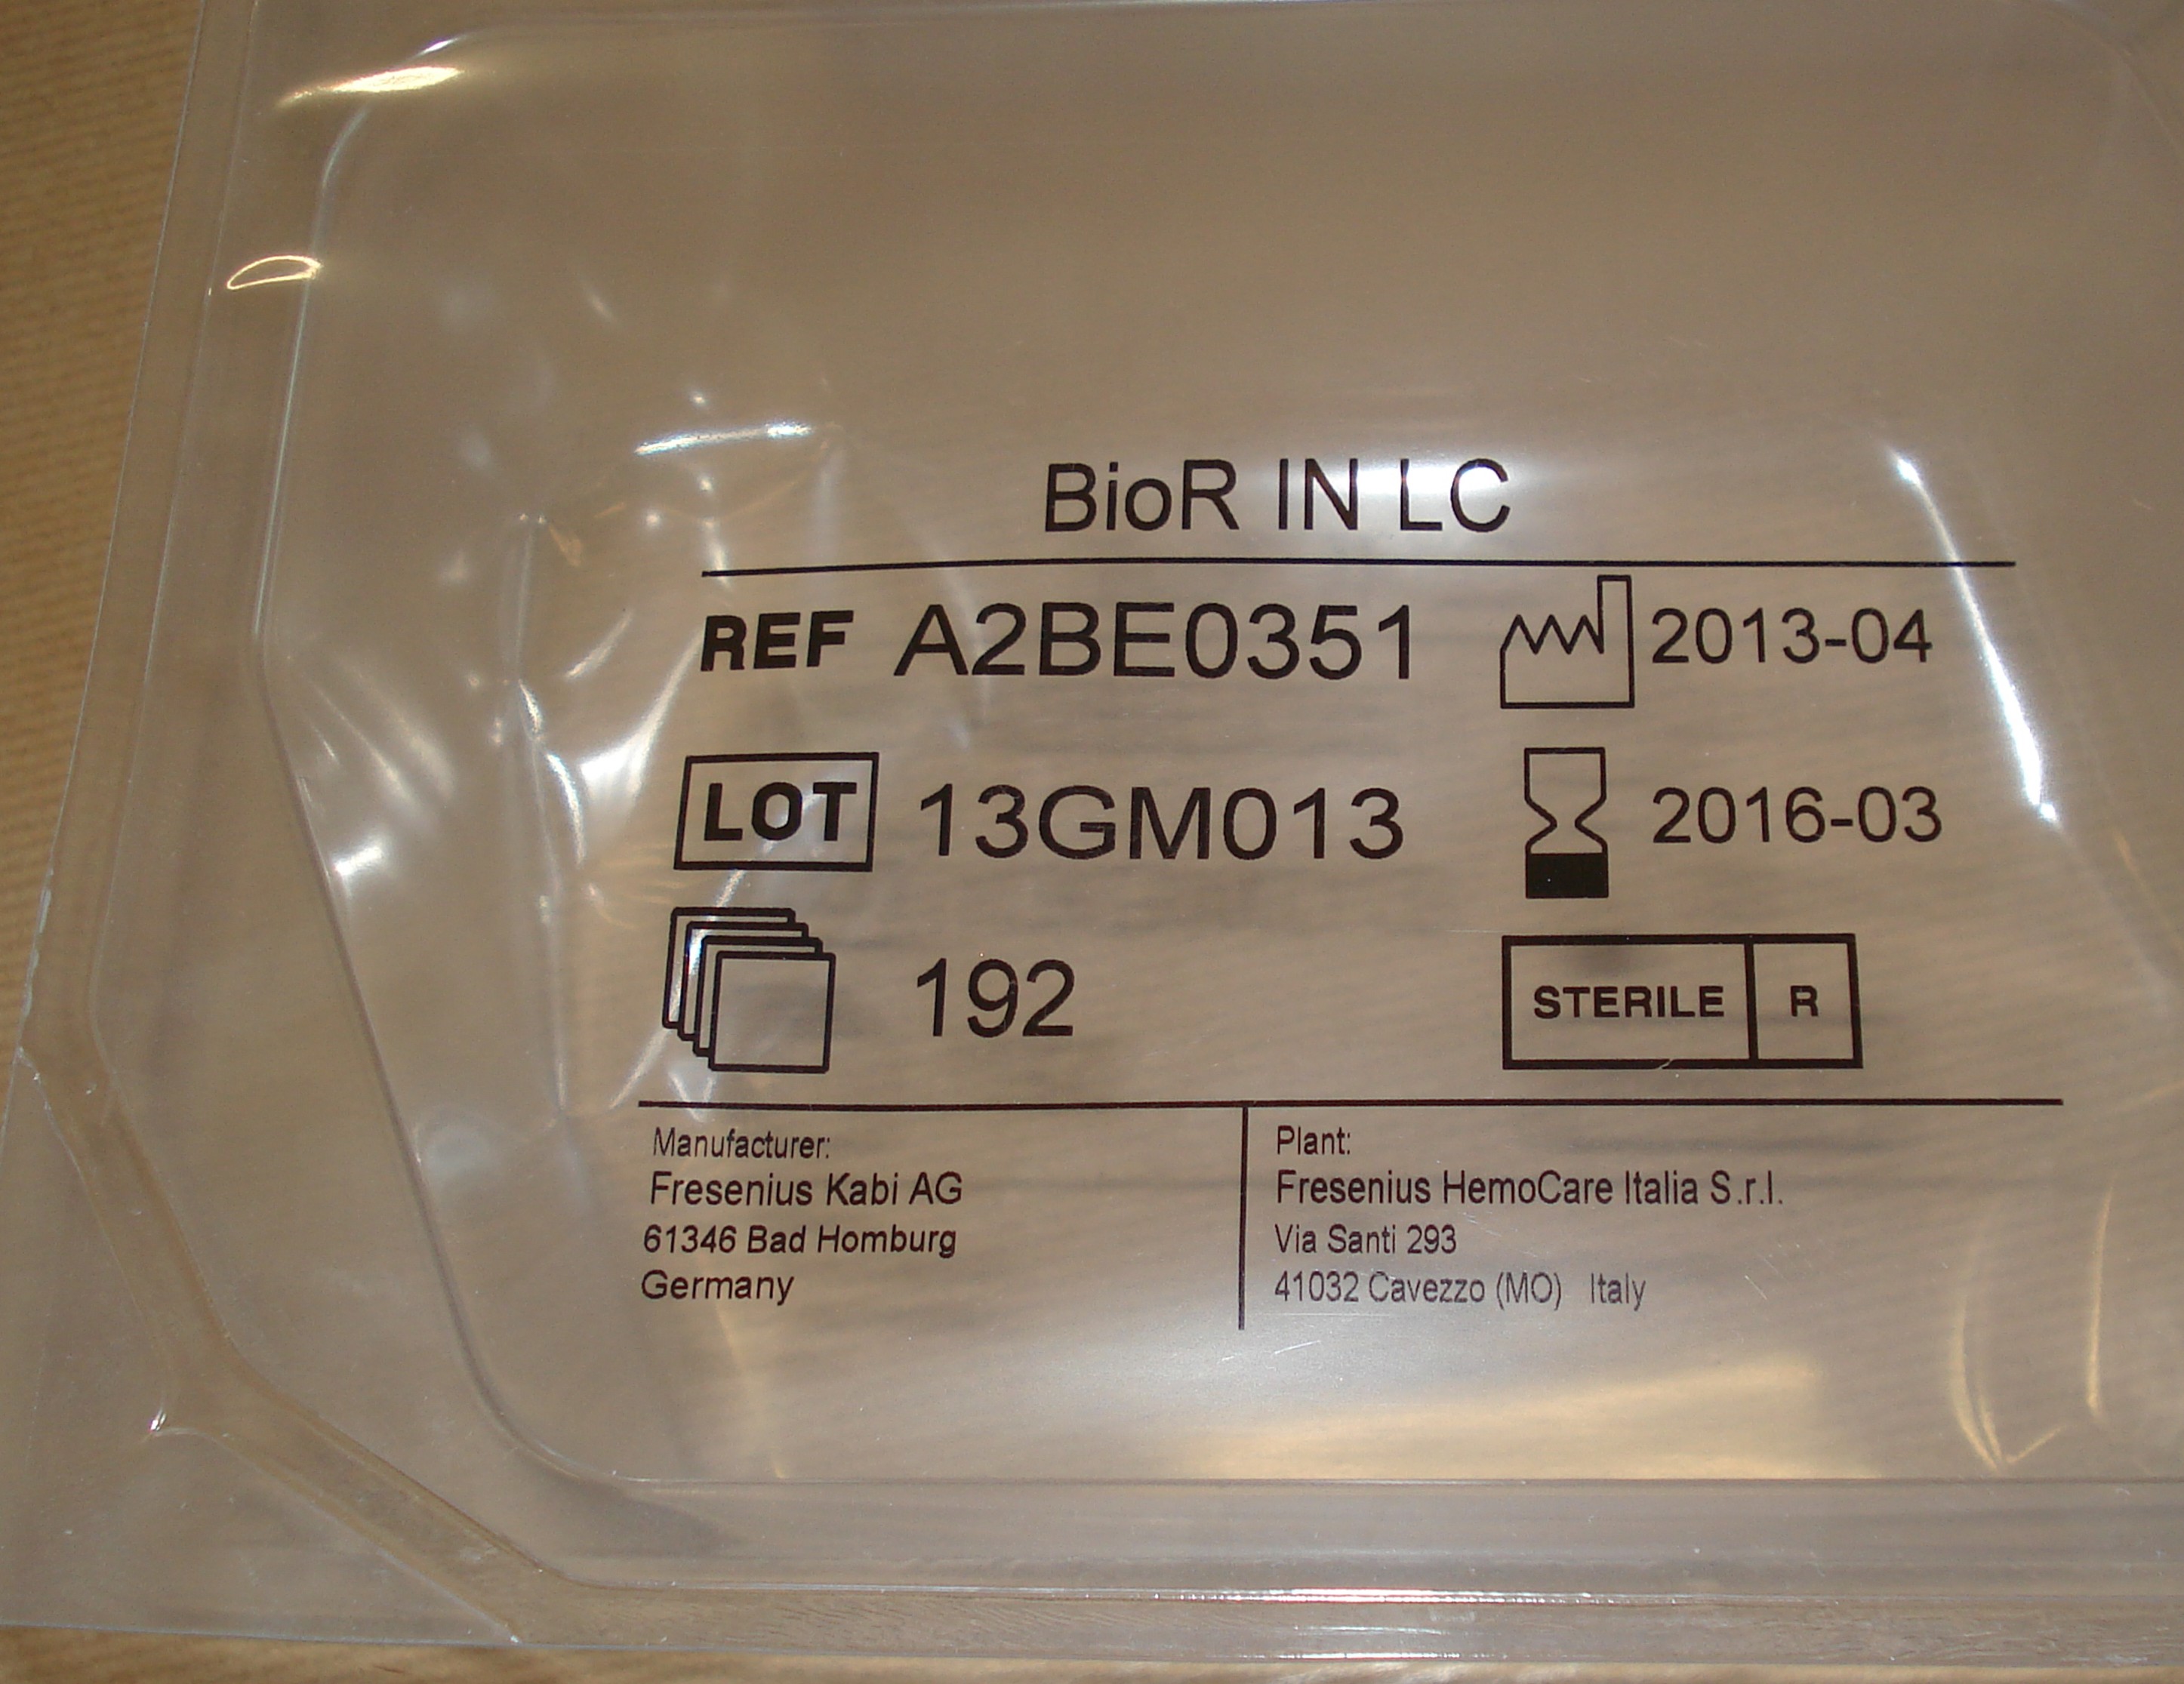 BioR IN LC
REF A2BE0351 2013-04
LOT 13GM013 2016-03
192 STERILE R
Manufacturer:
Fresenius Kabi AG
61346 Bad Homburg
Germany
Plant:
Fresenius HemoCare Italia S.r.l.
Via Santi 293
41032 Cavezzo (MO) Italy